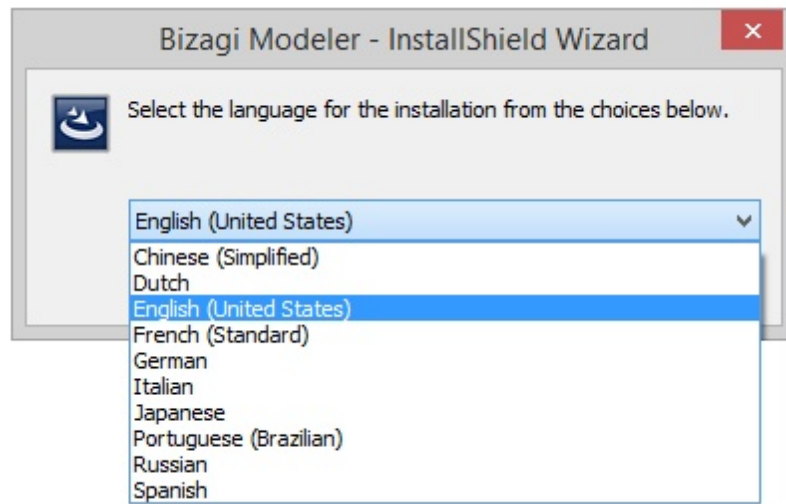 Bizagi Modeler - InstallShield Wizard
Select the language for the installation from the choices below.
English (United States)
Chinese (Simplified)
Dutch
English (United States)
French (Standard)
German
Italian
Japanese
Portuguese (Brazilian)
Russian
Spanish